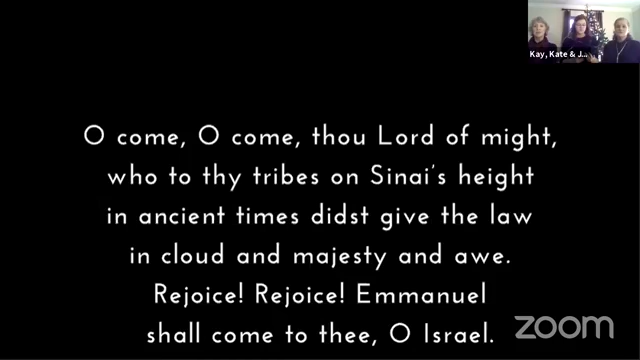 Kay, Kate & J...
O come, O come, thou Lord of might,
who to thy tribes on Sinai's height
in ancient times didst give the law
in cloud and majesty and awe.
Rejoice! Rejoice! Emmanuel
shall come to thee, O Israel.
zoom